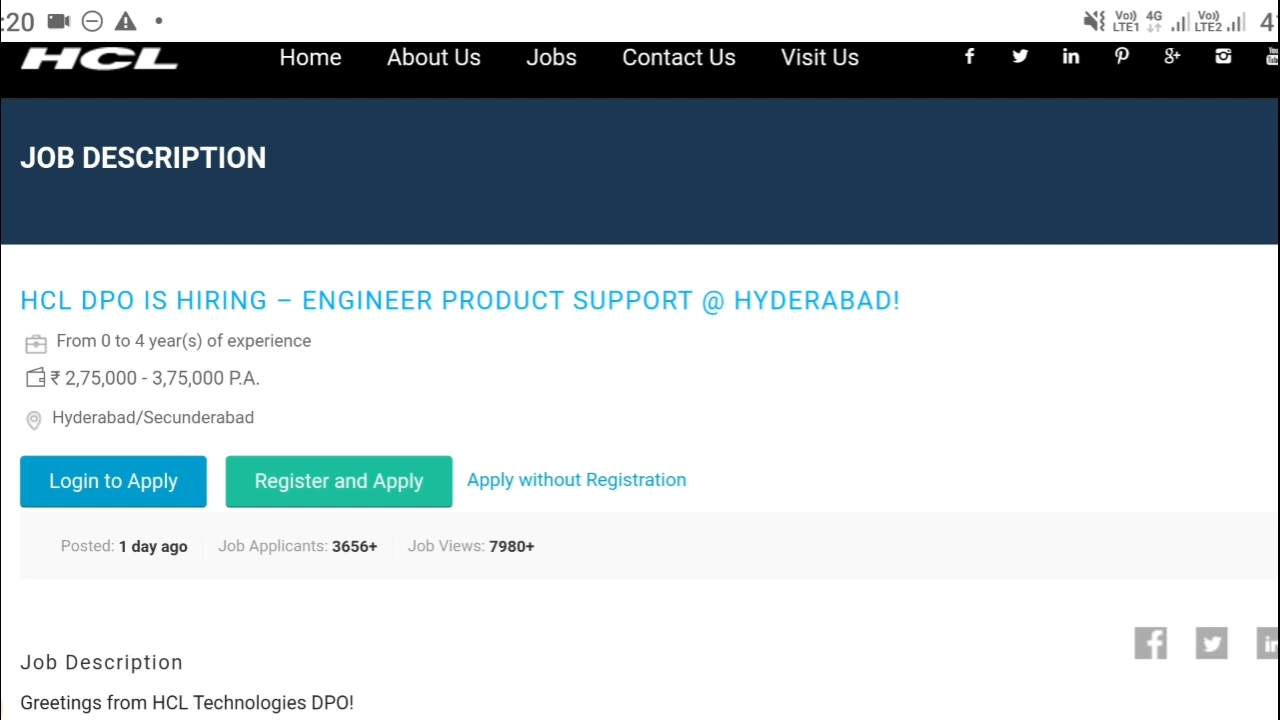 :20
Vo)) 4G Vo))
LTE1 LTE2 4
HCL Home About Us Jobs Contact Us Visit Us
JOB DESCRIPTION
HCL DPO IS HIRING – ENGINEER PRODUCT SUPPORT @ HYDERABAD!
From 0 to 4 year(s) of experience
₹ 2,75,000 - 3,75,000 P.A.
Hyderabad/Secunderabad
Login to Apply Register and Apply Apply without Registration
Posted: 1 day ago Job Applicants: 3656+ Job Views: 7980+
Job Description
Greetings from HCL Technologies DPO!